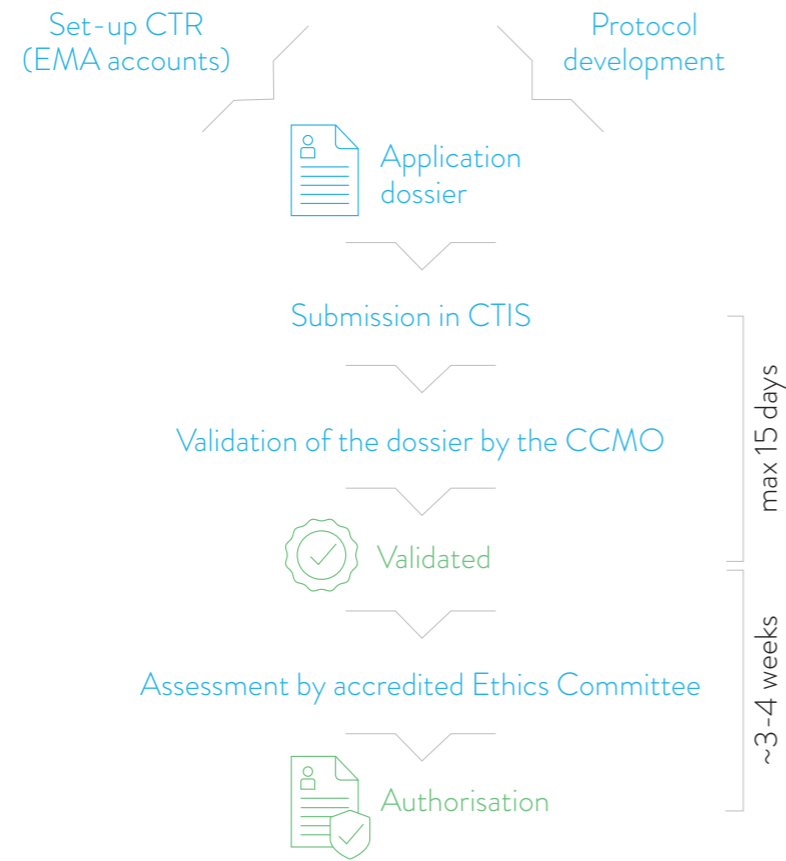 Set-up CTR
(EMA accounts)
Protocol
development
Application
dossier
Submission in CTIS
Validation of the dossier by the CCMO
max 15 days
Validated
Assessment by accredited Ethics Committee
~3-4 weeks
Authorisation